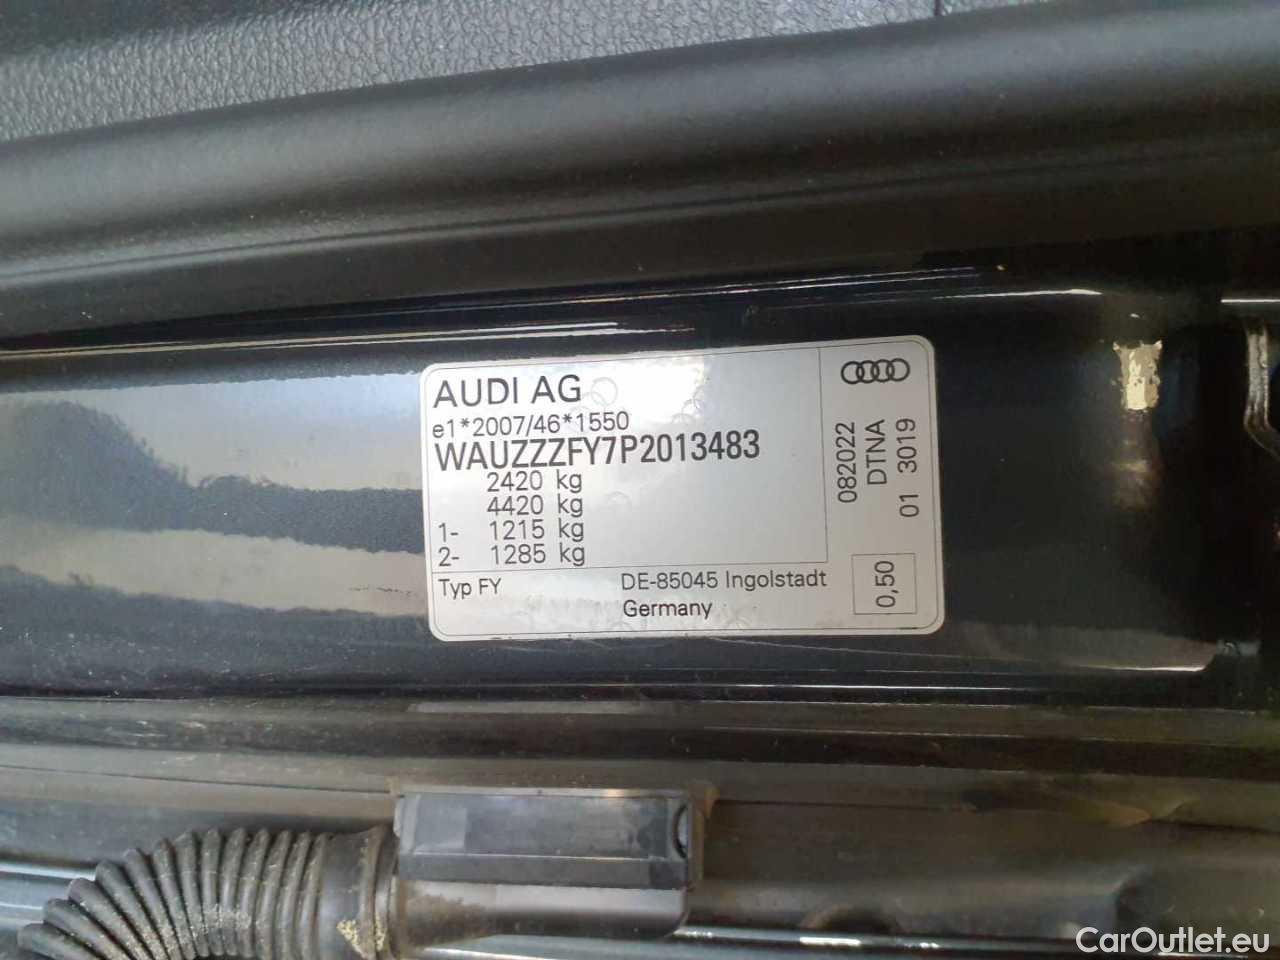 AUDI AG
e1*2007/46*1550
WAUZZZFY7P2013483
2420 kg
4420 kg
1- 1215 kg
2- 1285 kg
Typ FY
DE-85045 Ingolstadt
Germany
082022
DTNA
01 3019
0,50
CarOutlet.eu